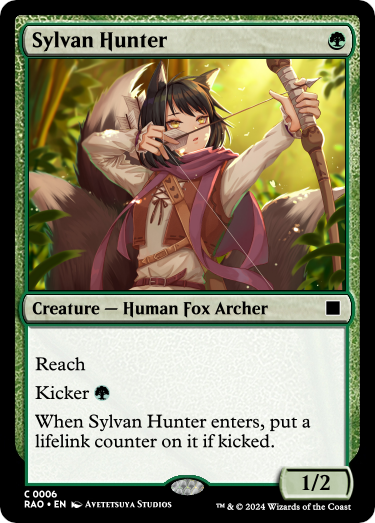 Sylvan Hunter
Creature — Human Fox Archer
Reach
Kicker
When Sylvan Hunter enters, put a
lifelink counter on it if kicked.
1/2
C 0006
RAO • EN Avetetsuya Studios
™ & © 2024 Wizards of the Coast